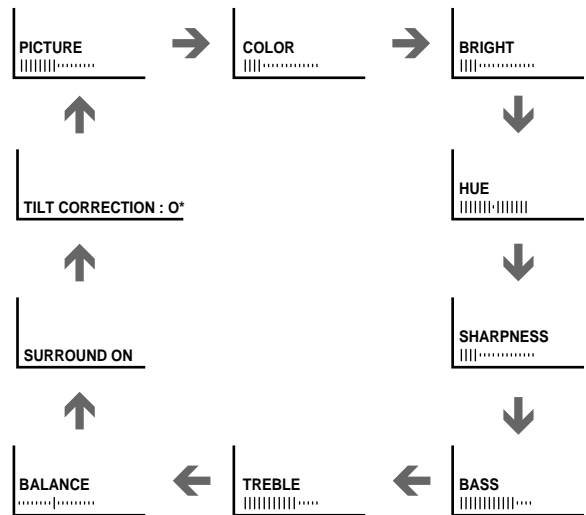 PICTURE
COLOR
BRIGHT
HUE
SHARPNESS
BASS
TREBLE
BALANCE
SURROUND ON
TILT CORRECTION : O*